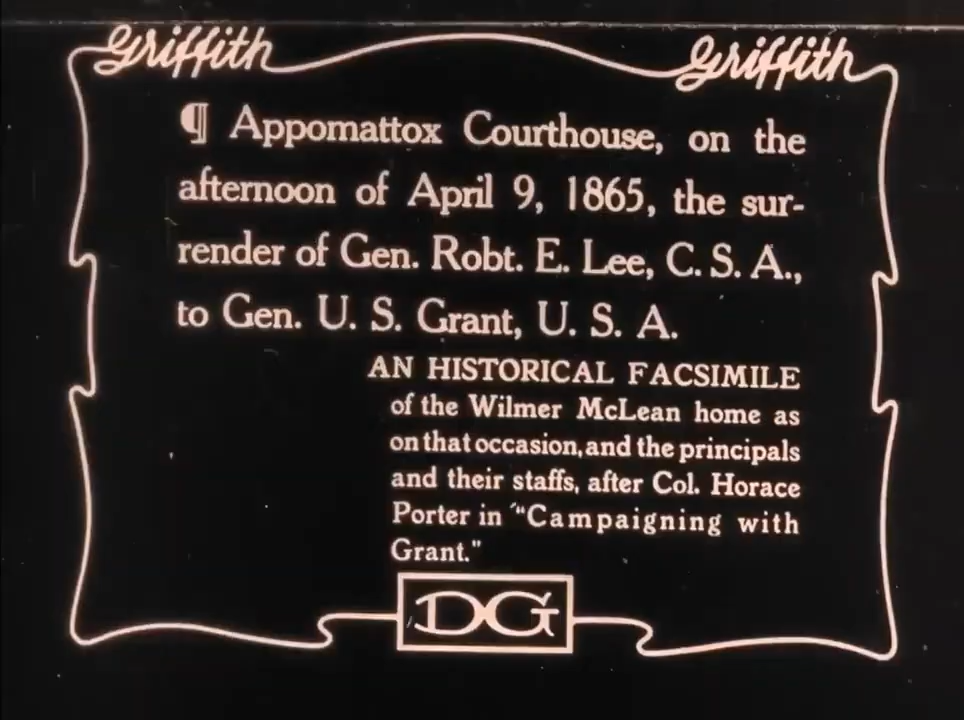 Griffith Griffith
¶ Appomattox Courthouse, on the
afternoon of April 9, 1865, the sur-
render of Gen. Robt. E. Lee, C. S. A.,
to Gen. U. S. Grant, U. S. A.
AN HISTORICAL FACSIMILE
of the Wilmer McLean home as
on that occasion, and the principals
and their staffs, after Col. Horace
Porter in "Campaigning with
Grant."
DG